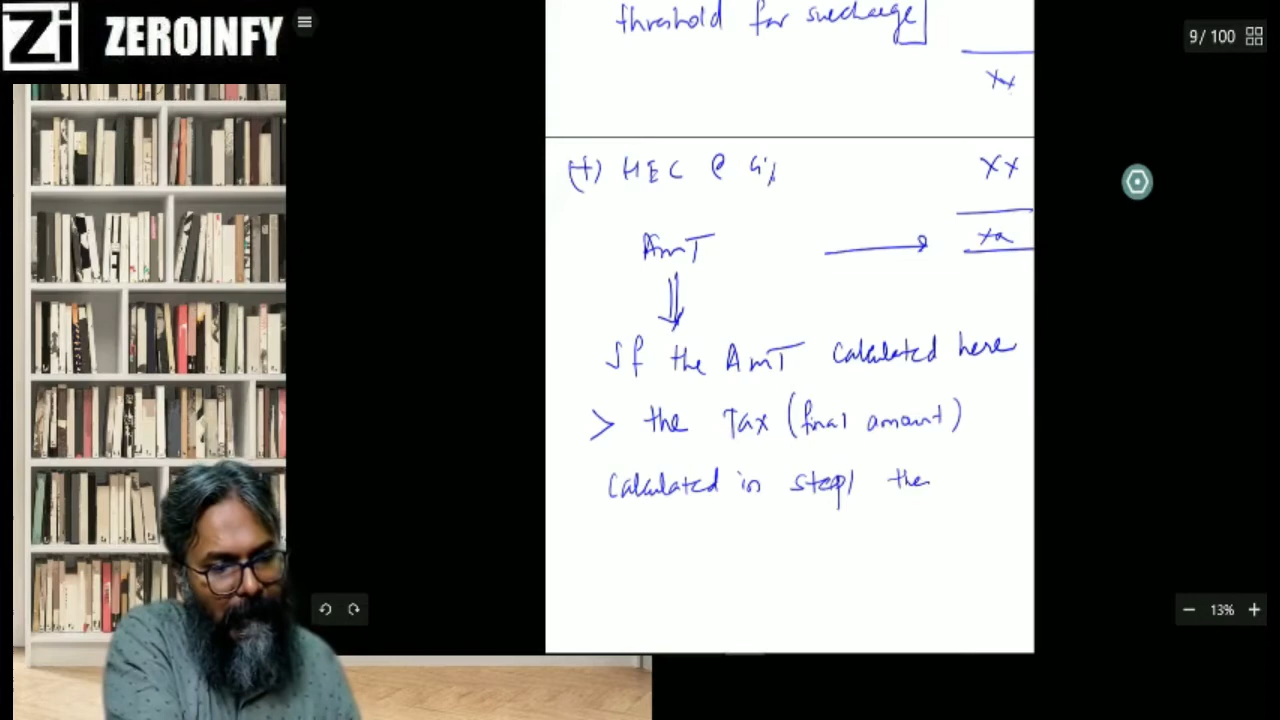 Zi ZEROINFY
9/100
threshold for surcharge]
xx
(+) HEC @ 4% xx
AMT → xx
If the AMT calculated here
> the Tax (final amount)
calculated in step1 the
13%